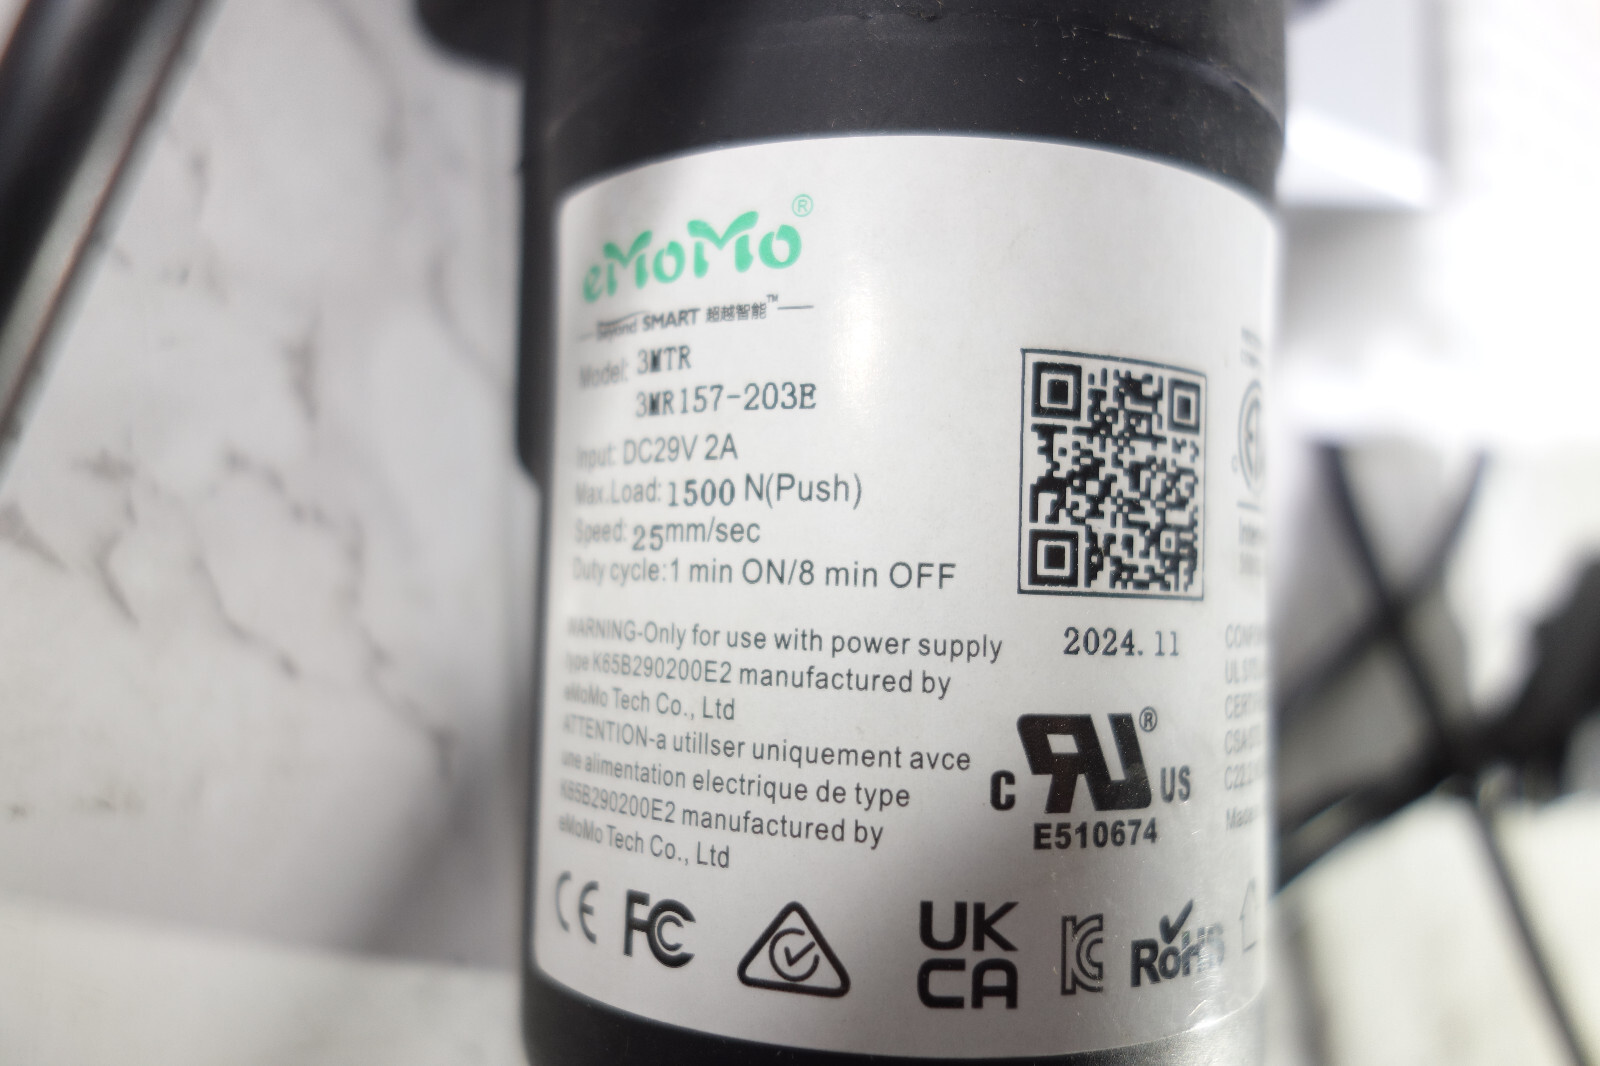 eMoMo®
Beyond SMART 超越智能™
Model: 3MTR
3MR157-203E
Input: DC29V 2A
Max.Load: 1500 N(Push)
Speed: 25mm/sec
Duty cycle:1 min ON/8 min OFF
WARNING-Only for use with power supply
type K65B290200E2 manufactured by
eMoMo Tech Co., Ltd
ATTENTION-a utillser uniquement avce
une alimentation electrique de type
K65B290200E2 manufactured by
eMoMo Tech Co., Ltd
2024.11
C RU® US
E510674
CE FC UK CA KC RoHS
Made